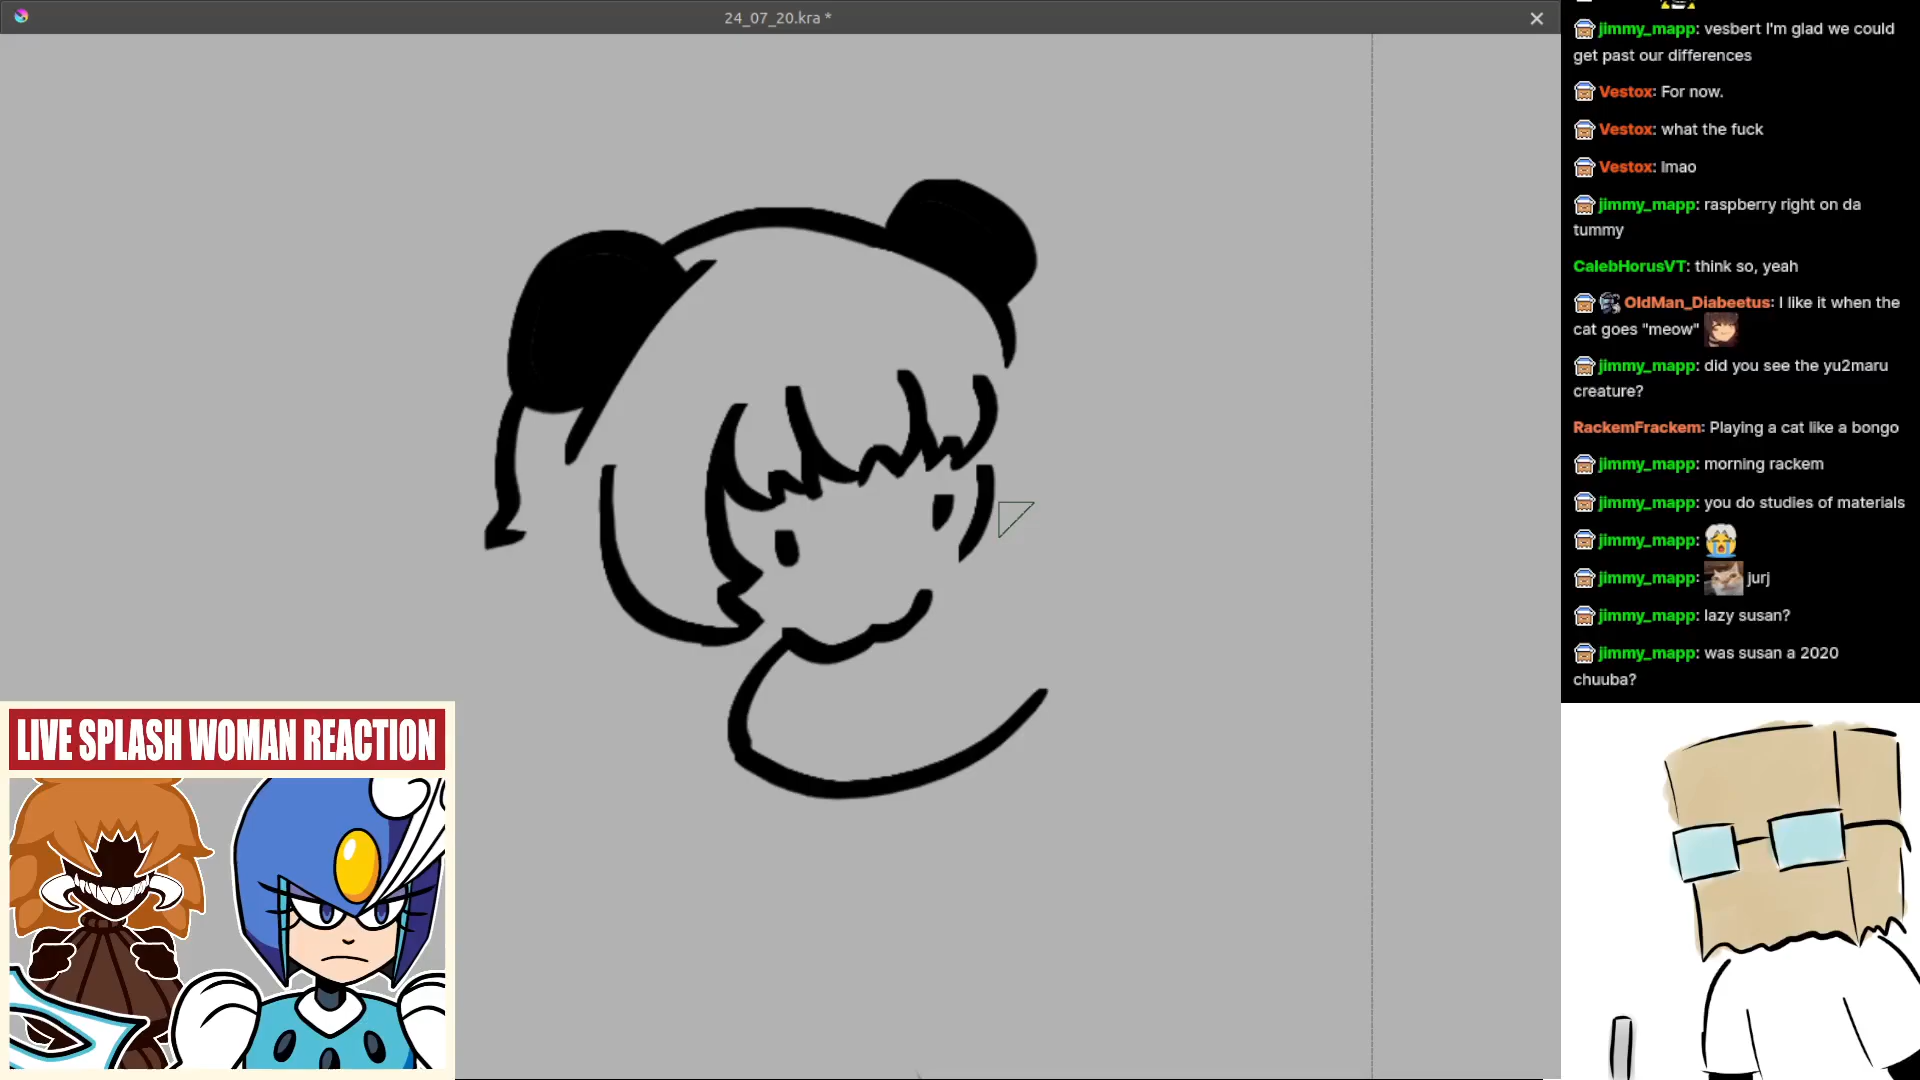 24_07_20.kra *
jimmy_mapp: vesbert I'm glad we could
get past our differences
Vestox: For now.
Vestox: what the fuck
Vestox: lmao
jimmy_mapp: raspberry right on da
tummy
CalebHorusVT: think so, yeah
OldMan_Diabeetus: I like it when the
cat goes "meow"
jimmy_mapp: did you see the yu2maru
creature?
RackemFrackem: Playing a cat like a bongo
jimmy_mapp: morning rackem
jimmy_mapp: you do studies of materials
jimmy_mapp:
jimmy_mapp: jurj
jimmy_mapp: lazy susan?
jimmy_mapp: was susan a 2020
chuuba?
LIVE SPLASH WOMAN REACTION